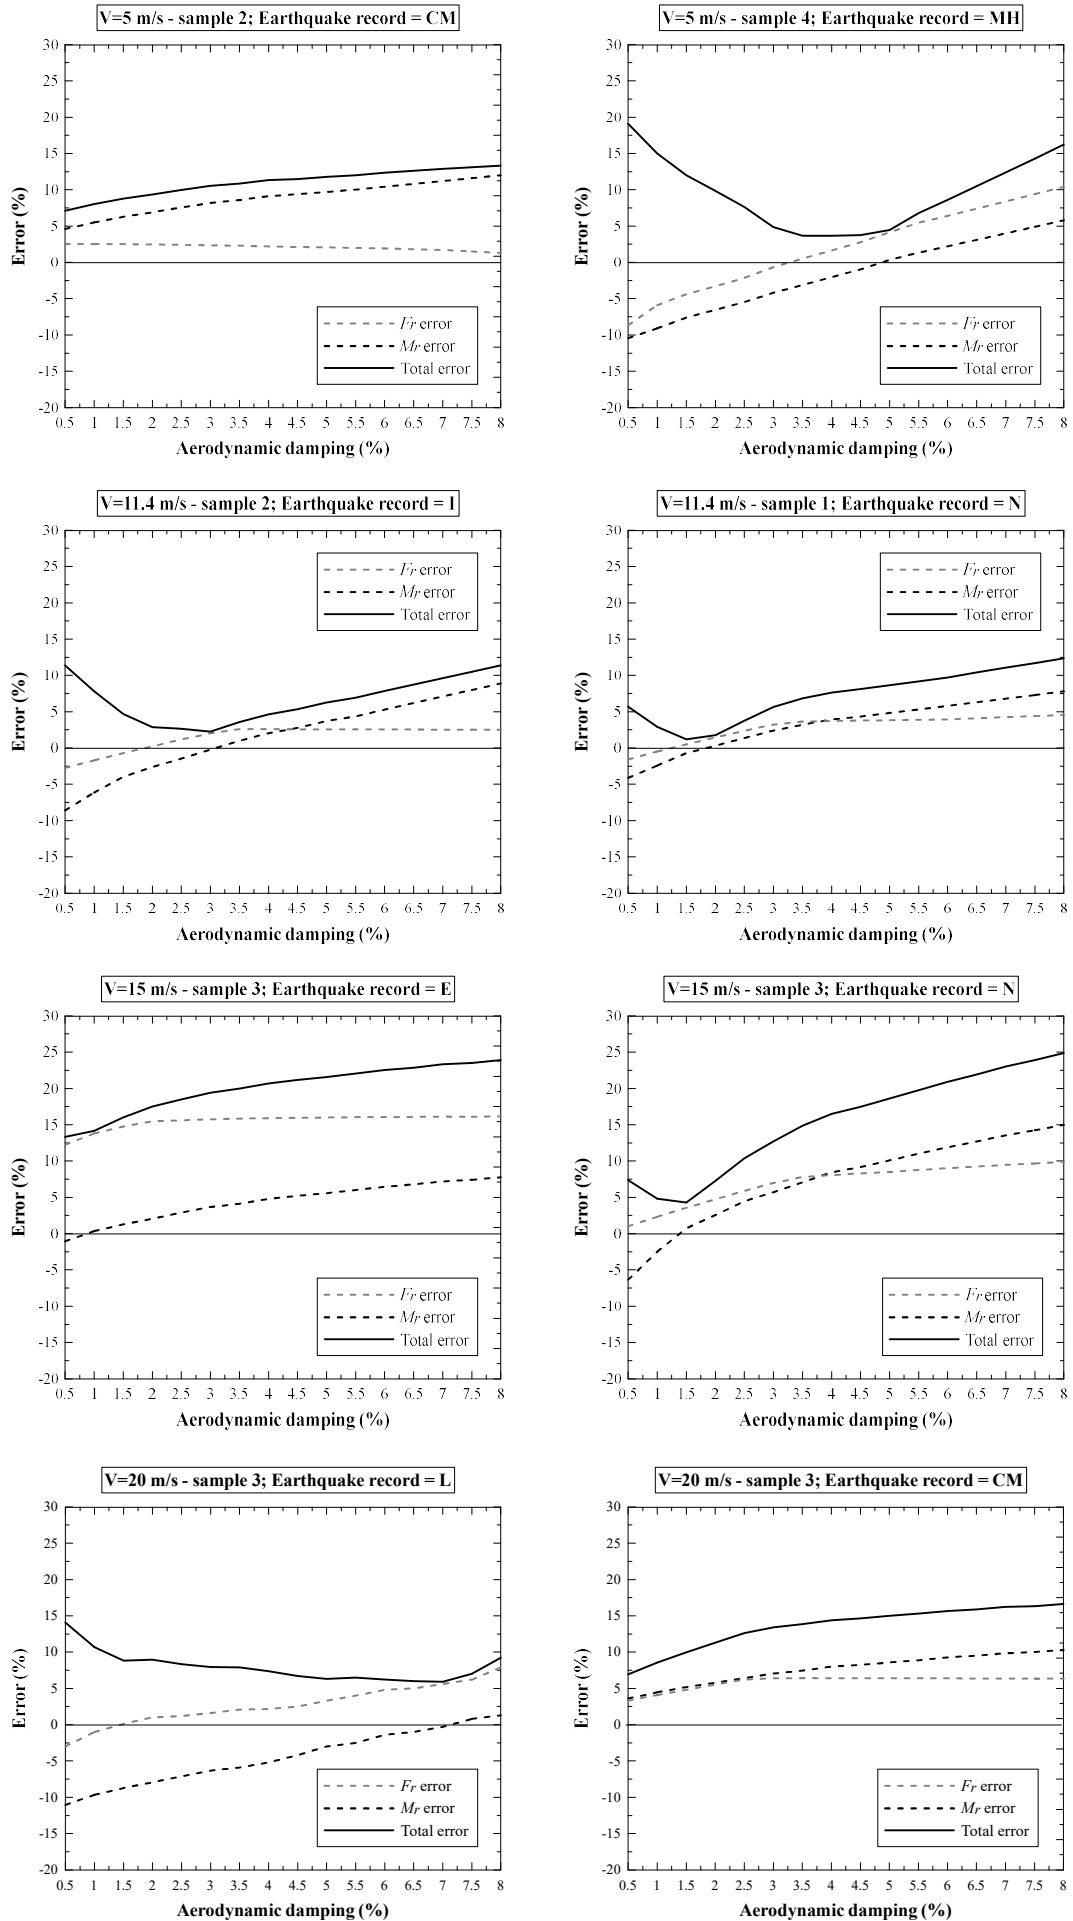 V=5 m/s - sample 2; Earthquake record = CM
30
25
20
15
10
5
0
-5
-10
-15
-20
Error (%)
Fr error
Mr error
Total error
0.5 1 1.5 2 2.5 3 3.5 4 4.5 5 5.5 6 6.5 7 7.5 8
Aerodynamic damping (%)
V=5 m/s - sample 4; Earthquake record = MH
30
25
20
15
10
5
0
-5
-10
-15
-20
Error (%)
Fr error
Mr error
Total error
0.5 1 1.5 2 2.5 3 3.5 4 4.5 5 5.5 6 6.5 7 7.5 8
Aerodynamic damping (%)
V=11.4 m/s - sample 2; Earthquake record = I
30
25
20
15
10
5
0
-5
-10
-15
-20
Error (%)
Fr error
Mr error
Total error
0.5 1 1.5 2 2.5 3 3.5 4 4.5 5 5.5 6 6.5 7 7.5 8
Aerodynamic damping (%)
V=11.4 m/s - sample 1; Earthquake record = N
30
25
20
15
10
5
0
-5
-10
-15
-20
Error (%)
Fr error
Mr error
Total error
0.5 1 1.5 2 2.5 3 3.5 4 4.5 5 5.5 6 6.5 7 7.5 8
Aerodynamic damping (%)
V=15 m/s - sample 3; Earthquake record = E
30
25
20
15
10
5
0
-5
-10
-15
-20
Error (%)
Fr error
Mr error
Total error
0.5 1 1.5 2 2.5 3 3.5 4 4.5 5 5.5 6 6.5 7 7.5 8
Aerodynamic damping (%)
V=15 m/s - sample 3; Earthquake record = N
30
25
20
15
10
5
0
-5
-10
-15
-20
Error (%)
Fr error
Mr error
Total error
0.5 1 1.5 2 2.5 3 3.5 4 4.5 5 5.5 6 6.5 7 7.5 8
Aerodynamic damping (%)
V=20 m/s - sample 3; Earthquake record = L
30
25
20
15
10
5
0
-5
-10
-15
-20
Error (%)
Fr error
Mr error
Total error
0.5 1 1.5 2 2.5 3 3.5 4 4.5 5 5.5 6 6.5 7 7.5 8
Aerodynamic damping (%)
V=20 m/s - sample 3; Earthquake record = CM
30
25
20
15
10
5
0
-5
-10
-15
-20
Error (%)
Fr error
Mr error
Total error
0.5 1 1.5 2 2.5 3 3.5 4 4.5 5 5.5 6 6.5 7 7.5 8
Aerodynamic damping (%)